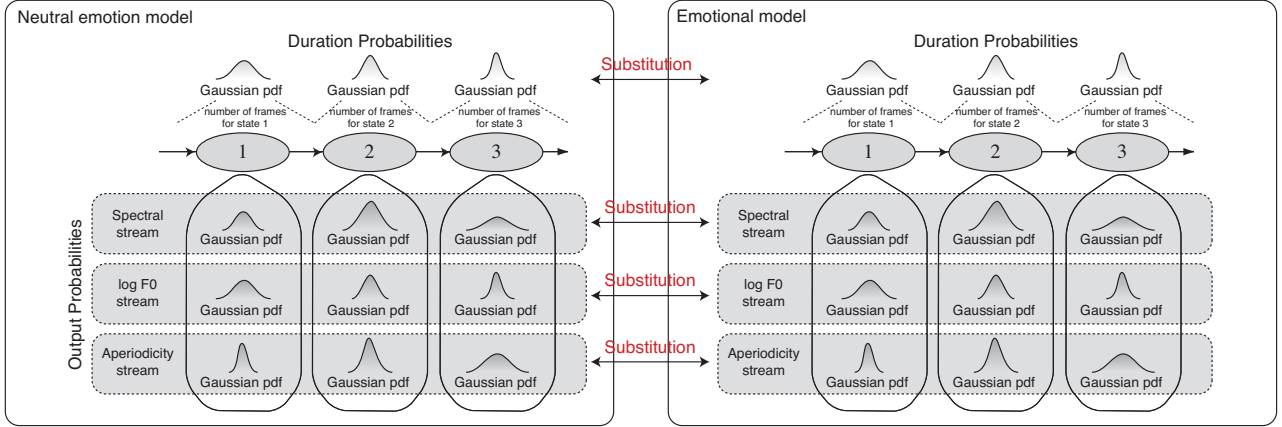 Neutral emotion model
Duration Probabilities
Gaussian pdf Gaussian pdf Gaussian pdf
number of frames number of frames number of frames
for state 1 for state 2 for state 3
1 2 3
Output Probabilities
Spectral
stream
Gaussian pdf Gaussian pdf Gaussian pdf
log F0
stream
Gaussian pdf Gaussian pdf Gaussian pdf
Aperiodicity
stream
Gaussian pdf Gaussian pdf Gaussian pdf
Substitution
Substitution
Substitution
Substitution
Emotional model
Duration Probabilities
Gaussian pdf Gaussian pdf Gaussian pdf
number of frames number of frames number of frames
for state 1 for state 2 for state 3
1 2 3
Spectral
stream
Gaussian pdf Gaussian pdf Gaussian pdf
log F0
stream
Gaussian pdf Gaussian pdf Gaussian pdf
Aperiodicity
stream
Gaussian pdf Gaussian pdf Gaussian pdf